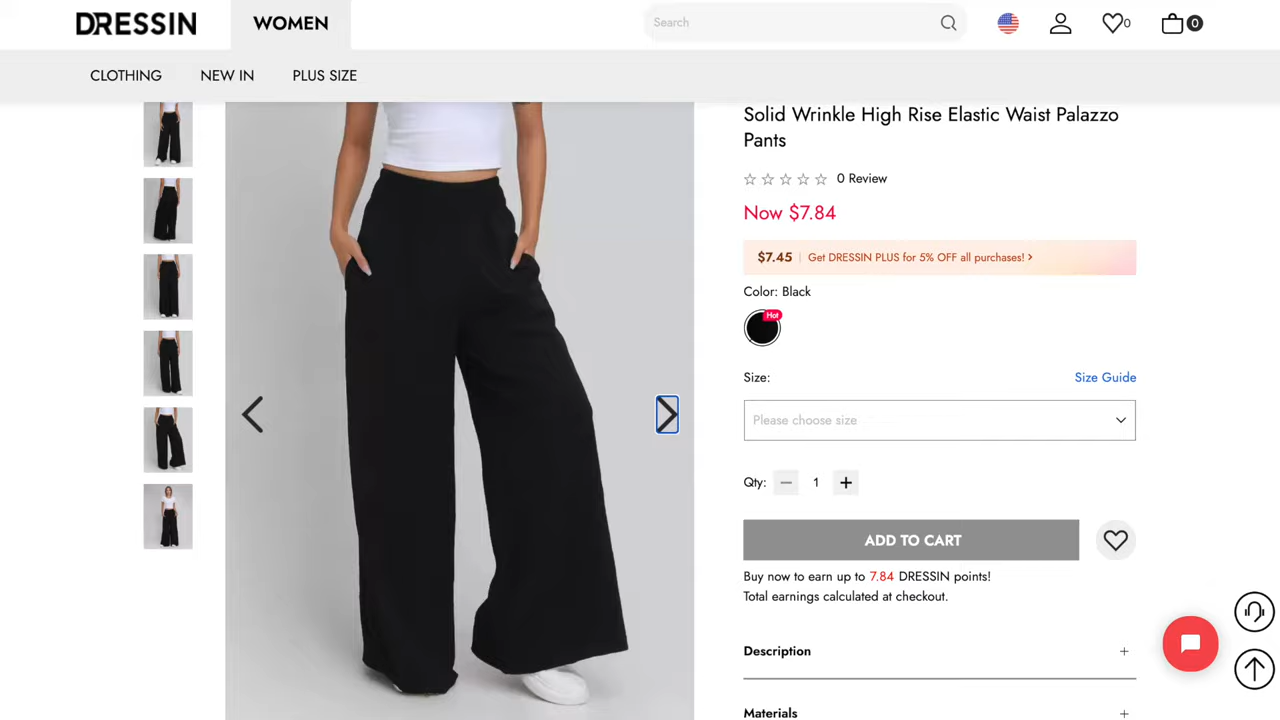 DRESSIN
WOMEN
Search
0
0
CLOTHING
NEW IN
PLUS SIZE
Solid Wrinkle High Rise Elastic Waist Palazzo
Pants
0 Review
Now $7.84
$7.45 | Get DRESSIN PLUS for 5% OFF all purchases! >
Color: Black
Hot
Size:
Size Guide
Please choose size
Qty:
1
ADD TO CART
Buy now to earn up to 7.84 DRESSIN points!
Total earnings calculated at checkout.
Description
Materials